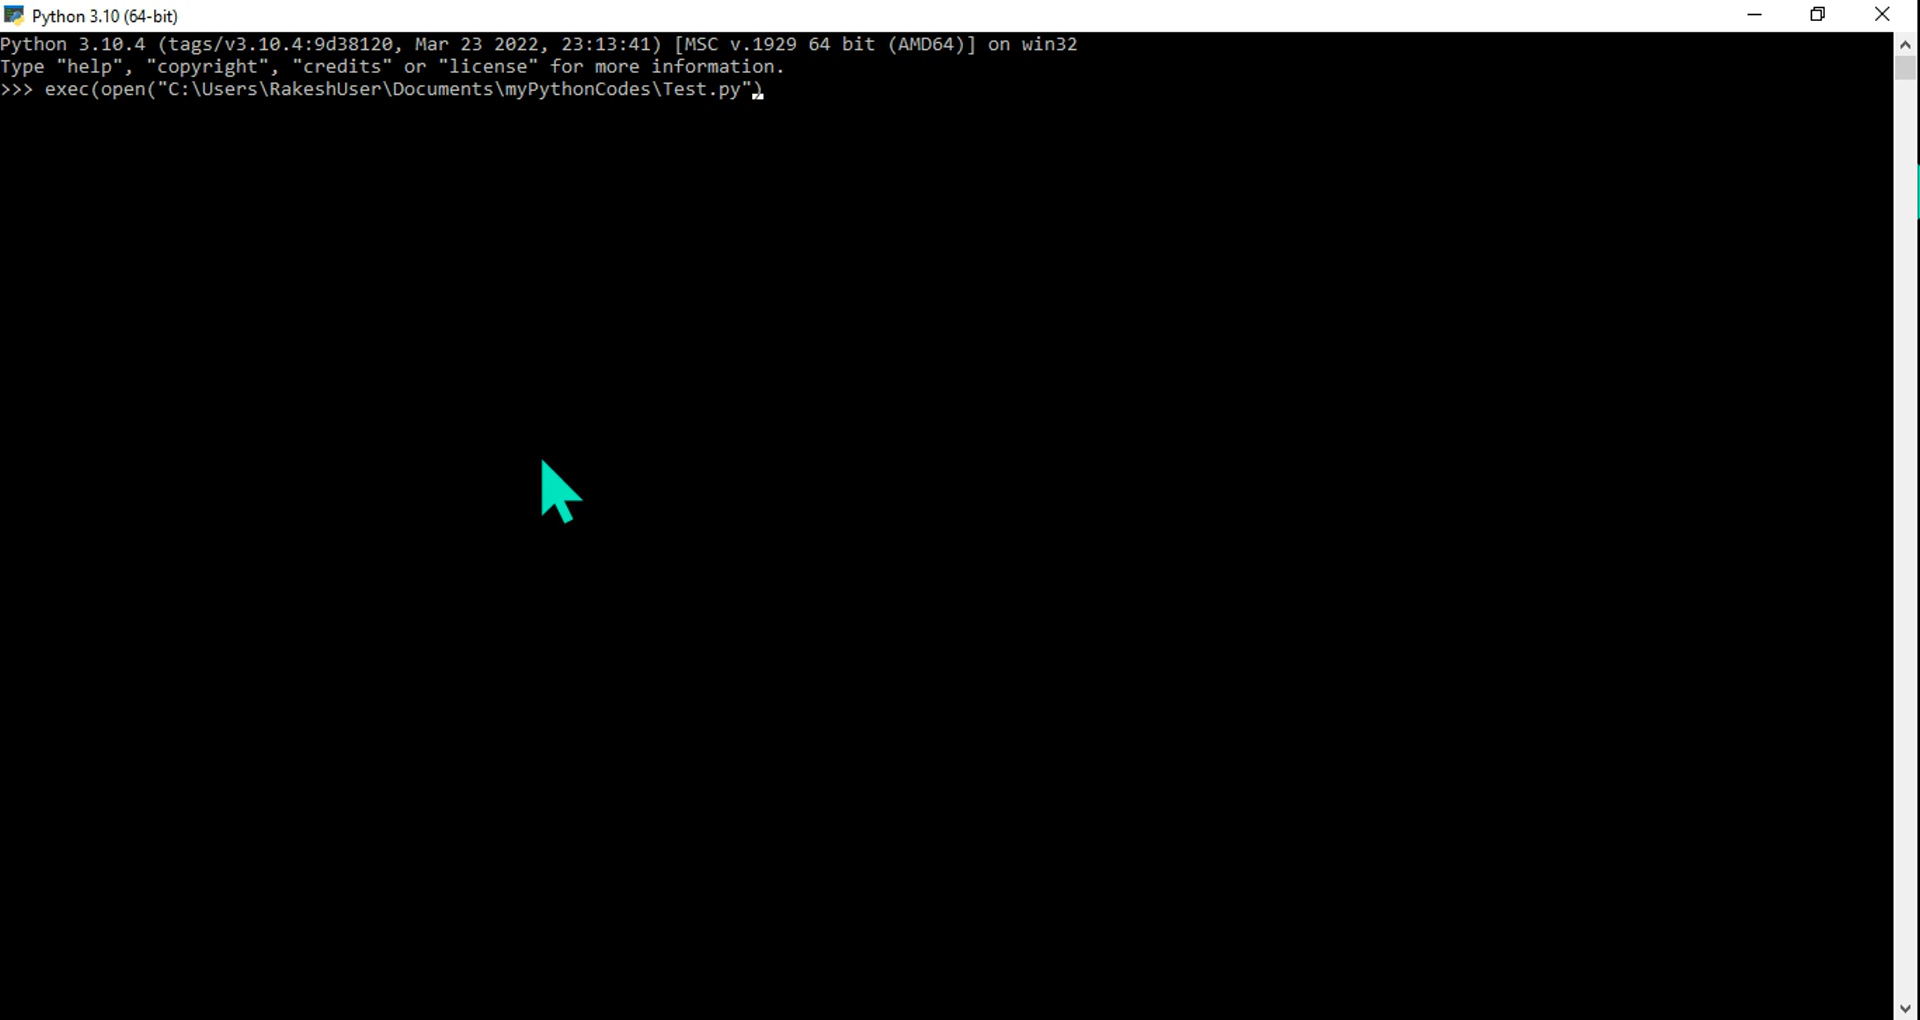 Python 3.10 (64-bit)
Python 3.10.4 (tags/v3.10.4:9d38120, Mar 23 2022, 23:13:41) [MSC v.1929 64 bit (AMD64)] on win32
Type "help", "copyright", "credits" or "license" for more information.
>>> exec(open("C:\Users\RakeshUser\Documents\myPythonCodes\Test.py")